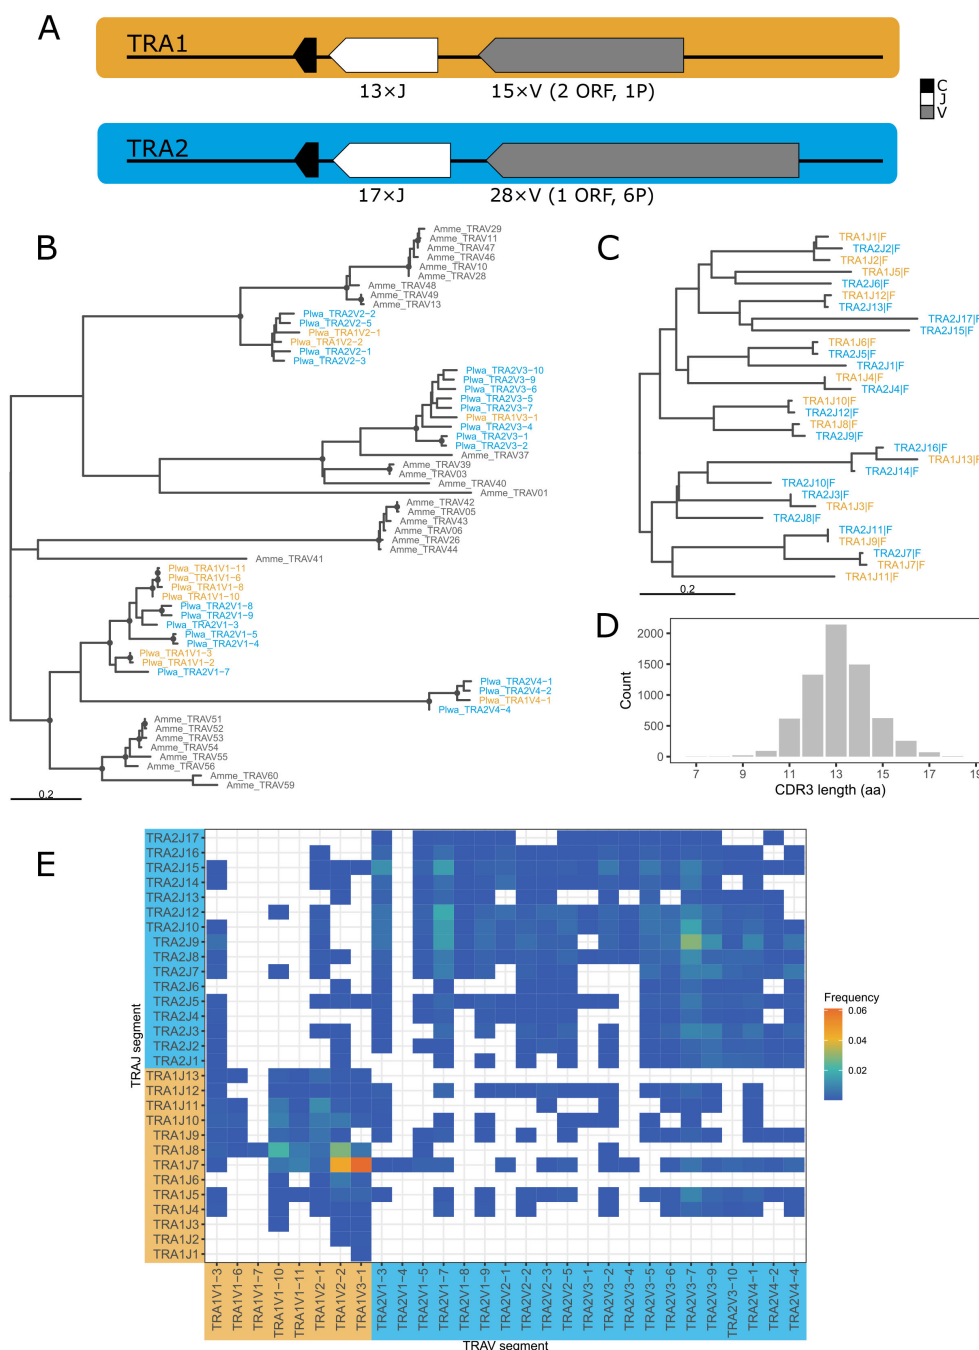 A
TRA1
13×J
15×V (2 ORF, 1P)
C
J
V
TRA2
17×J
28×V (1 ORF, 6P)
B
Amme_TRAV29
Amme_TRAV11
Amme_TRAV47
Amme_TRAV46
Amme_TRAV10
Amme_TRAV28
Amme_TRAV48
Amme_TRAV49
Amme_TRAV13
Plwa_TRA2V2−2
Plwa_TRA2V2−5
Plwa_TRA1V2−1
Plwa_TRA1V2−2
Plwa_TRA2V2−1
Plwa_TRA2V2−3
Plwa_TRA2V3−10
Plwa_TRA2V3−9
Plwa_TRA2V3−6
Plwa_TRA2V3−5
Plwa_TRA2V3−7
Plwa_TRA1V3−1
Plwa_TRA2V3−4
Plwa_TRA2V3−1
Plwa_TRA2V3−2
Amme_TRAV37
Amme_TRAV39
Amme_TRAV03
Amme_TRAV40
Amme_TRAV01
Amme_TRAV42
Amme_TRAV05
Amme_TRAV43
Amme_TRAV06
Amme_TRAV26
Amme_TRAV44
Amme_TRAV41
Plwa_TRA1V1−11
Plwa_TRA1V1−6
Plwa_TRA1V1−8
Plwa_TRA1V1−10
Plwa_TRA2V1−8
Plwa_TRA2V1−9
Plwa_TRA2V1−3
Plwa_TRA2V1−5
Plwa_TRA2V1−4
Plwa_TRA1V1−3
Plwa_TRA1V1−2
Plwa_TRA2V1−7
Plwa_TRA2V4−1
Plwa_TRA2V4−2
Plwa_TRA1V4−1
Plwa_TRA2V4−4
Amme_TRAV51
Amme_TRAV52
Amme_TRAV53
Amme_TRAV54
Amme_TRAV55
Amme_TRAV56
Amme_TRAV60
Amme_TRAV59
0.2
C
TRA1J1|F
TRA2J2|F
TRA1J2|F
TRA1J5|F
TRA2J6|F
TRA1J12|F
TRA2J13|F
TRA2J17|F
TRA2J15|F
TRA1J6|F
TRA2J5|F
TRA2J1|F
TRA1J4|F
TRA2J4|F
TRA1J10|F
TRA2J12|F
TRA1J8|F
TRA2J9|F
TRA2J16|F
TRA1J13|F
TRA2J14|F
TRA2J10|F
TRA2J3|F
TRA1J3|F
TRA2J8|F
TRA2J11|F
TRA1J9|F
TRA2J7|F
TRA1J7|F
TRA1J11|F
0.2
D
Count
2000
1500
1000
500
0
7 9 11 13 15 17 19
CDR3 length (aa)
E
TRAJ segment
TRA2J17
TRA2J16
TRA2J15
TRA2J14
TRA2J13
TRA2J12
TRA2J10
TRA2J9
TRA2J8
TRA2J7
TRA2J6
TRA2J5
TRA2J4
TRA2J3
TRA2J2
TRA2J1
TRA1J13
TRA1J12
TRA1J11
TRA1J10
TRA1J9
TRA1J8
TRA1J7
TRA1J6
TRA1J5
TRA1J4
TRA1J3
TRA1J2
TRA1J1
TRA1V1−3
TRA1V1−6
TRA1V1−7
TRA1V1−10
TRA1V1−11
TRA1V2−1
TRA1V2−2
TRA1V3−1
TRA2V1−3
TRA2V1−4
TRA2V1−5
TRA2V1−7
TRA2V1−8
TRA2V1−9
TRA2V2−1
TRA2V2−2
TRA2V2−3
TRA2V2−5
TRA2V3−1
TRA2V3−2
TRA2V3−4
TRA2V3−5
TRA2V3−6
TRA2V3−7
TRA2V3−9
TRA2V3−10
TRA2V4−1
TRA2V4−2
TRA2V4−4
TRAV segment
Frequency
0.06
0.04
0.02